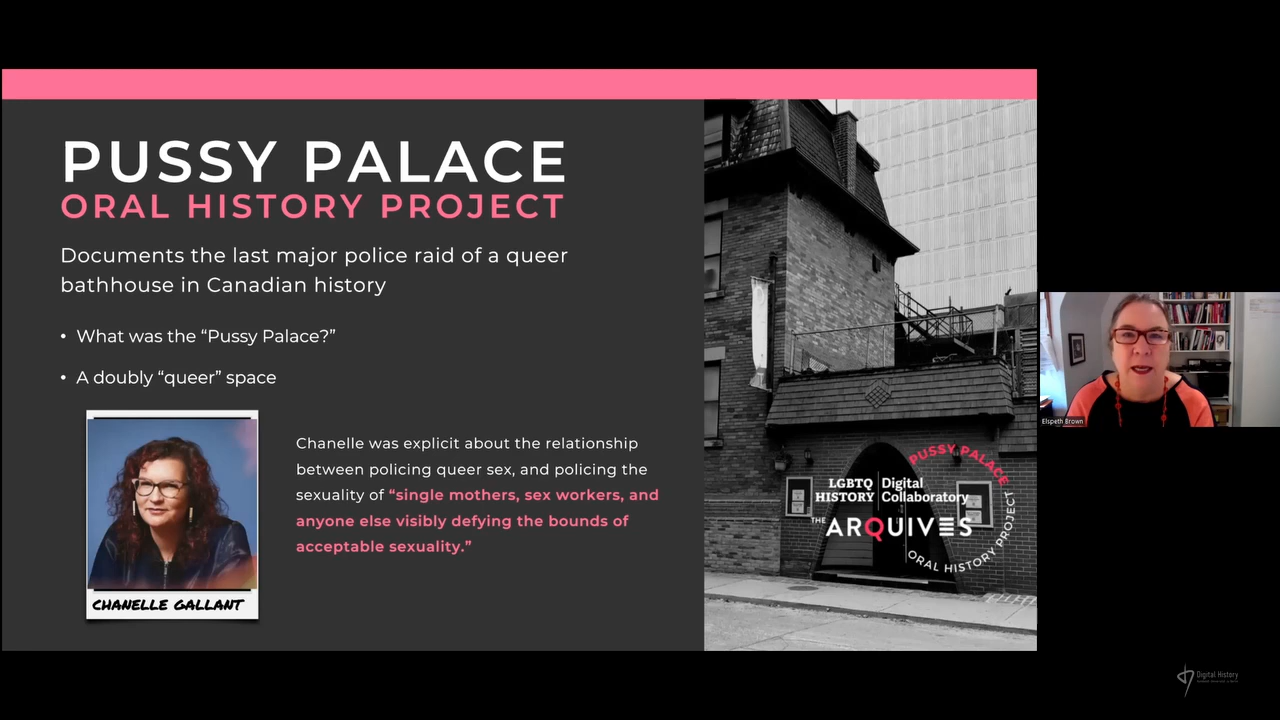 PUSSY PALACE
ORAL HISTORY PROJECT
Documents the last major police raid of a queer
bathhouse in Canadian history
• What was the “Pussy Palace?”
• A doubly “queer” space
Chanelle was explicit about the relationship
between policing queer sex, and policing the
sexuality of “single mothers, sex workers, and
anyone else visibly defying the bounds of
acceptable sexuality.”
CHANELLE GALLANT
PUSSY PALACE
LGBTQ HISTORY
Digital Collaboratory
THE ARQUIVES
ORAL HISTORY PROJECT
Elspeth Brown
Digital History